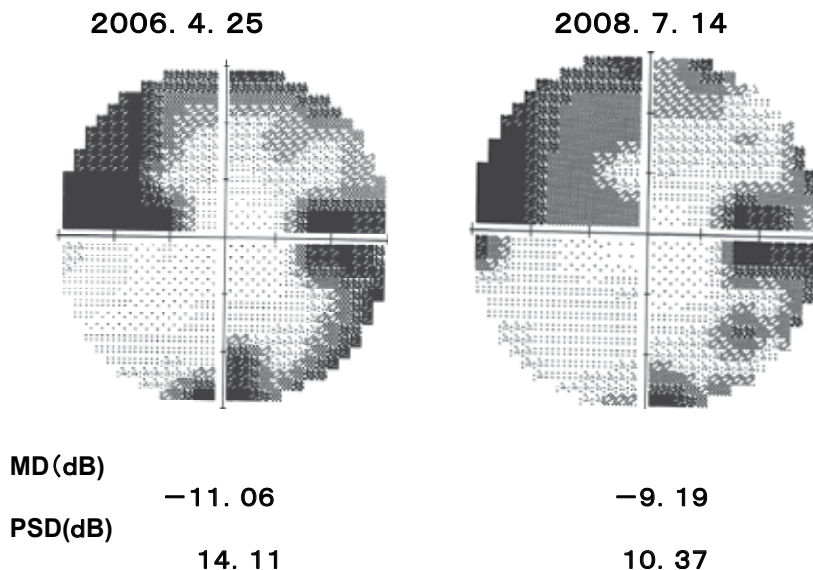 2006. 4. 25
2008. 7. 14
MD(dB)
－11. 06
－9. 19
PSD(dB)
14. 11
10. 37